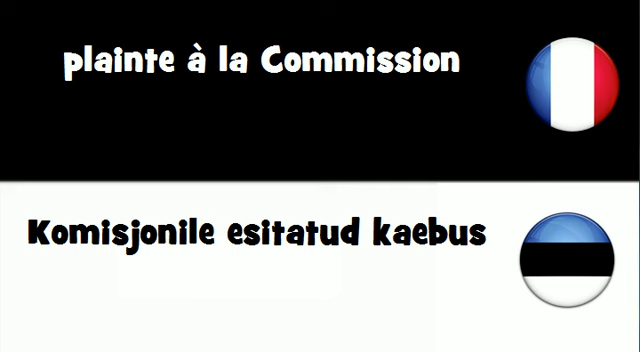 plainte à la Commission
Komisjonile esitatud kaebus